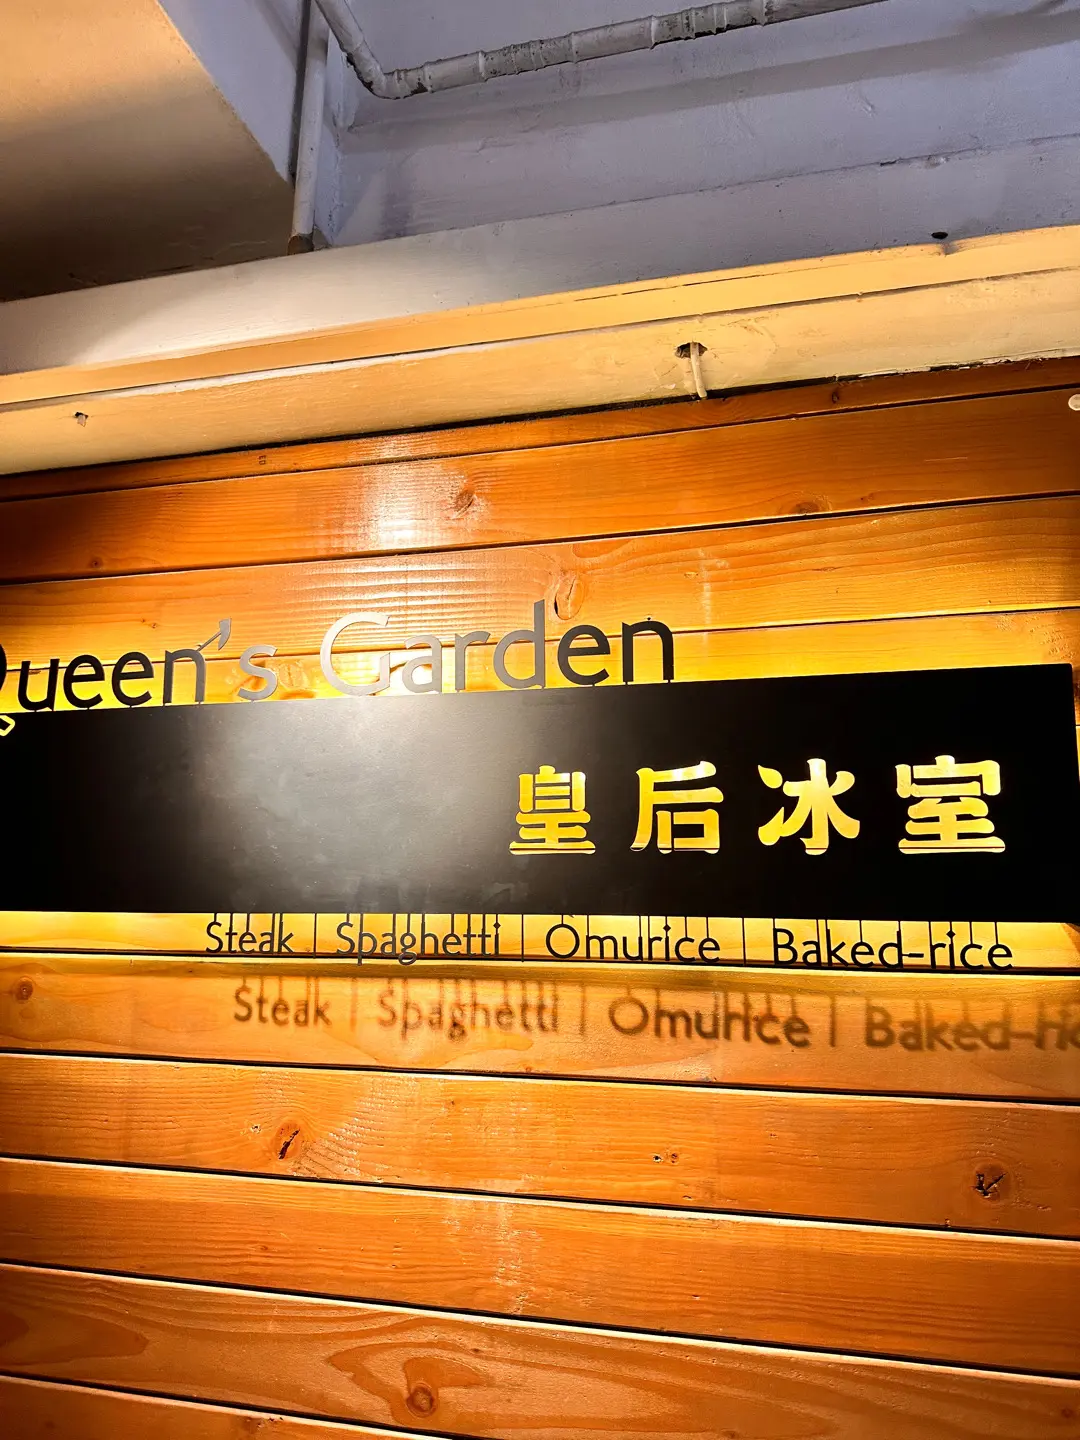 Queen's Garden
皇后冰室
Steak | Spaghetti | Omurice | Baked-rice